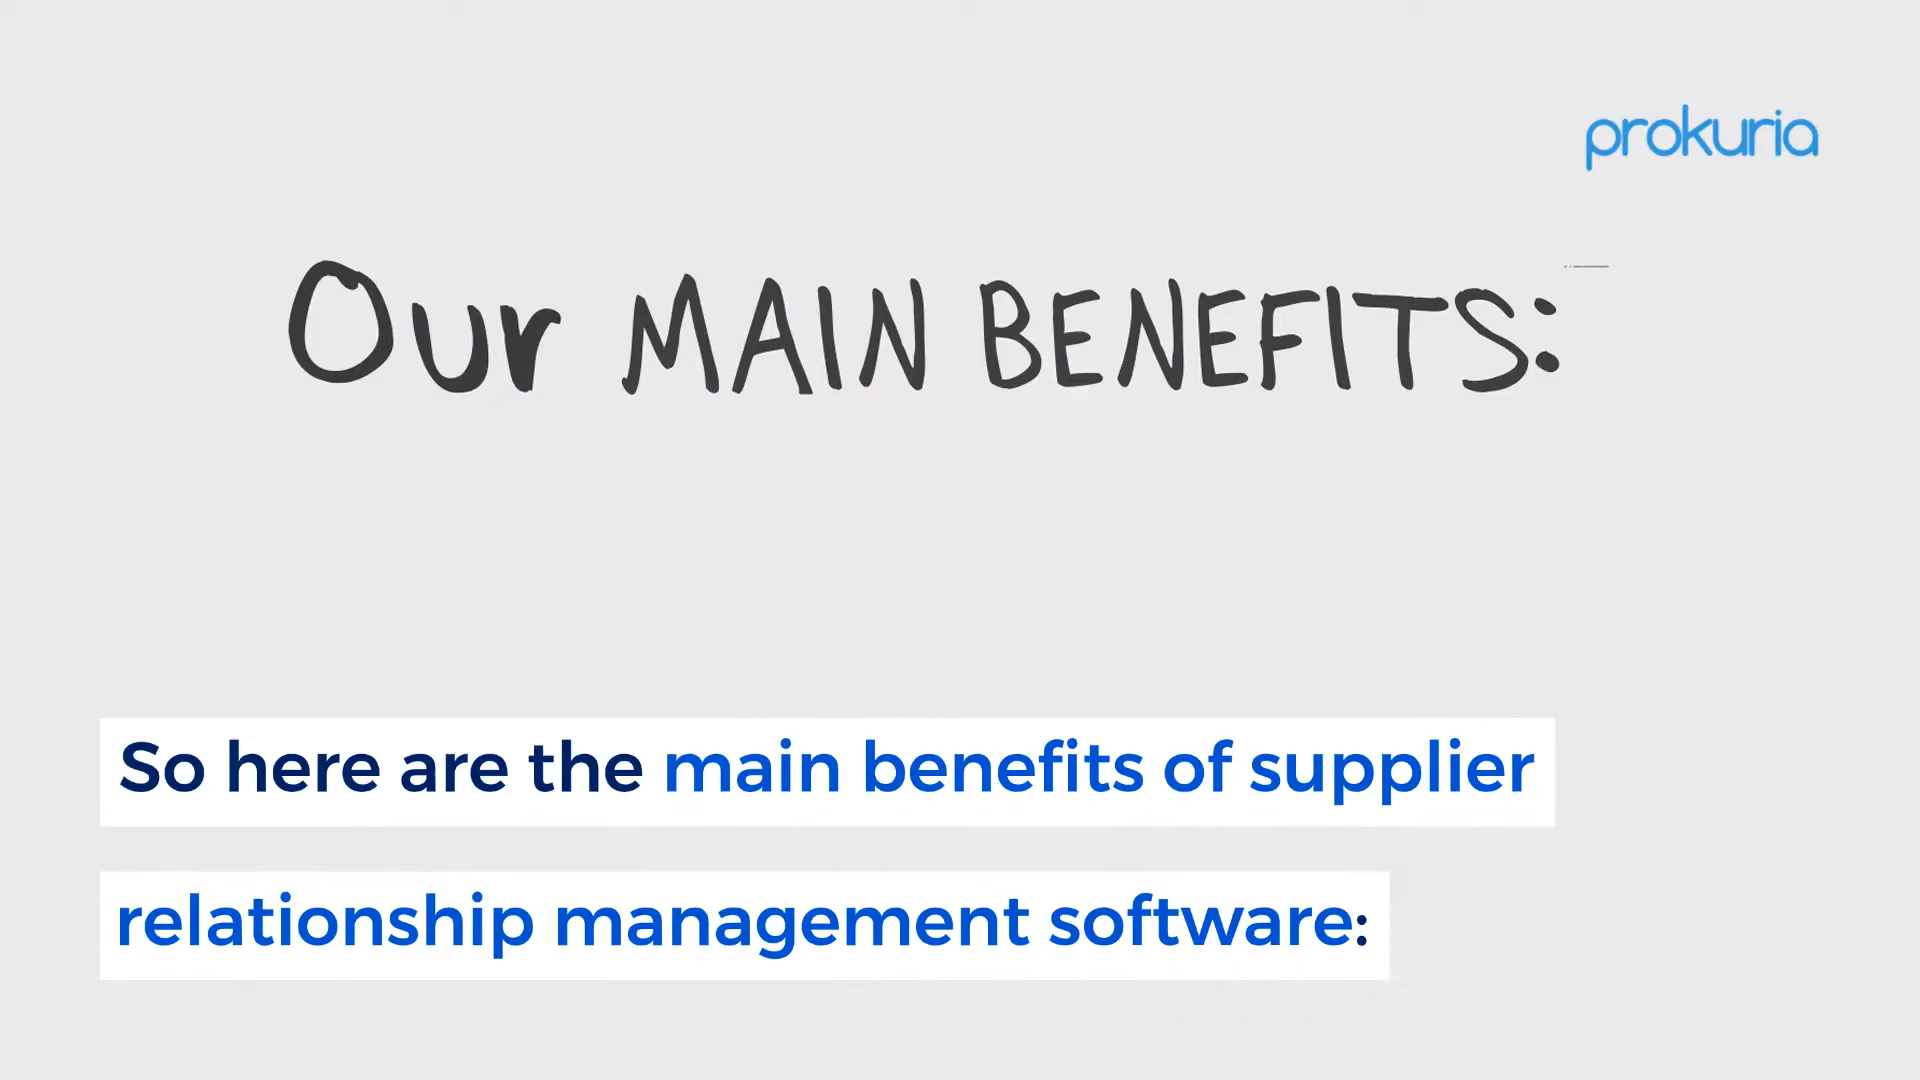 prokuria
Our MAIN BENEFITS:
So here are the main benefits of supplier
relationship management software: